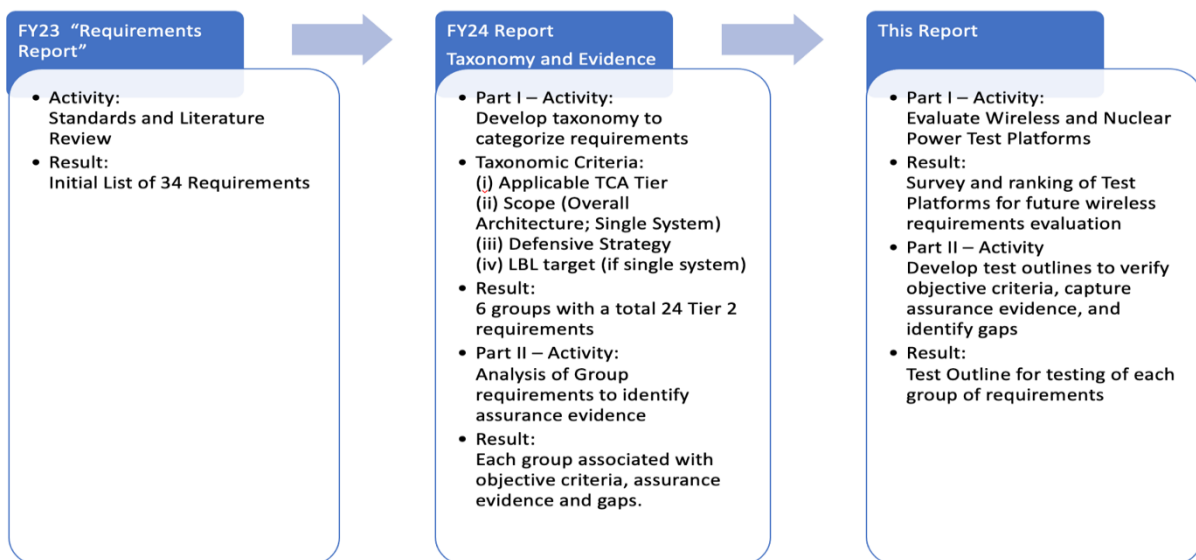 FY23 “Requirements
Report”
• Activity:
Standards and Literature
Review
• Result:
Initial List of 34 Requirements
FY24 Report
Taxonomy and Evidence
• Part I – Activity:
Develop taxonomy to
categorize requirements
• Taxonomic Criteria:
(i) Applicable TCA Tier
(ii) Scope (Overall
Architecture; Single System)
(iii) Defensive Strategy
(iv) LBL target (if single system)
• Result:
6 groups with a total 24 Tier 2
requirements
• Part II – Activity:
Analysis of Group
requirements to identify
assurance evidence
• Result:
Each group associated with
objective criteria, assurance
evidence and gaps.
This Report
• Part I – Activity:
Evaluate Wireless and Nuclear
Power Test Platforms
• Result:
Survey and ranking of Test
Platforms for future wireless
requirements evaluation
• Part II – Activity
Develop test outlines to verify
objective criteria, capture
assurance evidence, and
identify gaps
• Result:
Test Outline for testing of each
group of requirements